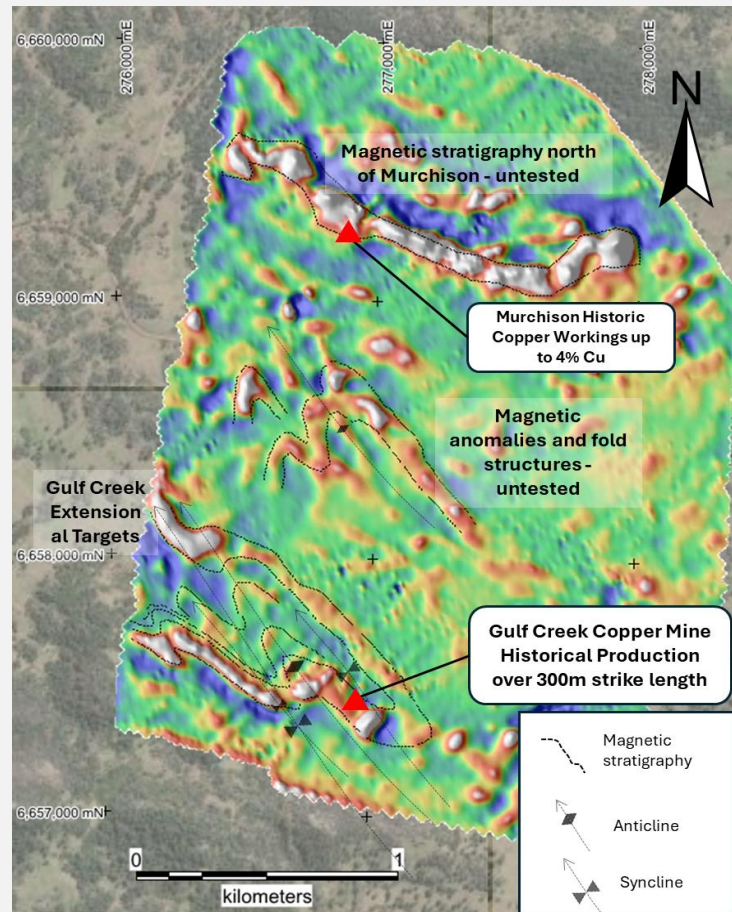 6,660,000 mN
276,000 mE
277,000 mE
278,000 mE
N
Magnetic stratigraphy north
of Murchison - untested
6,659,000 mN
Murchison Historic
Copper Workings up
to 4% Cu
Magnetic
anomalies and fold
structures -
untested
Gulf Creek
Extension
al Targets
6,658,000 mN
Gulf Creek Copper Mine
Historical Production
over 300m strike length
6,657,000 mN
0
1
kilometers
Magnetic
stratigraphy
Anticline
Syncline